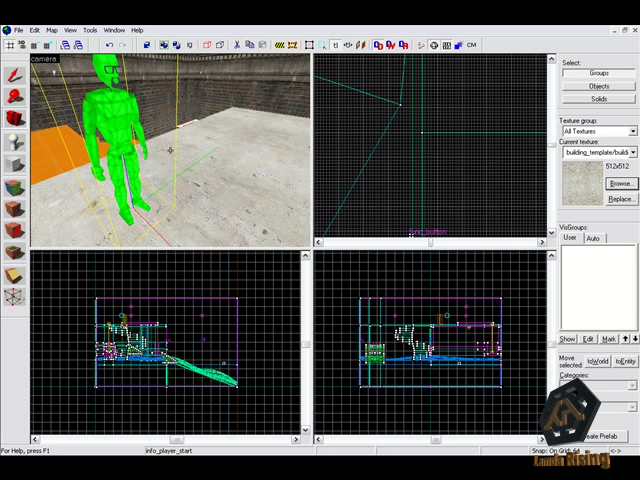 File Edit Map View Tools Window Help
CM
camera
Select:
Groups
Objects
Solids
Texture group:
All Textures
Current texture:
building_template/buildi
512x512
Browse...
Replace...
func_button
VisGroups:
User Auto
Show Edit Mark
Move selected:
toWorld toEntity
Categories:
Create Prefab
Rising
For Help, press F1
info_player_start
Snap: On Grid: 64
<->